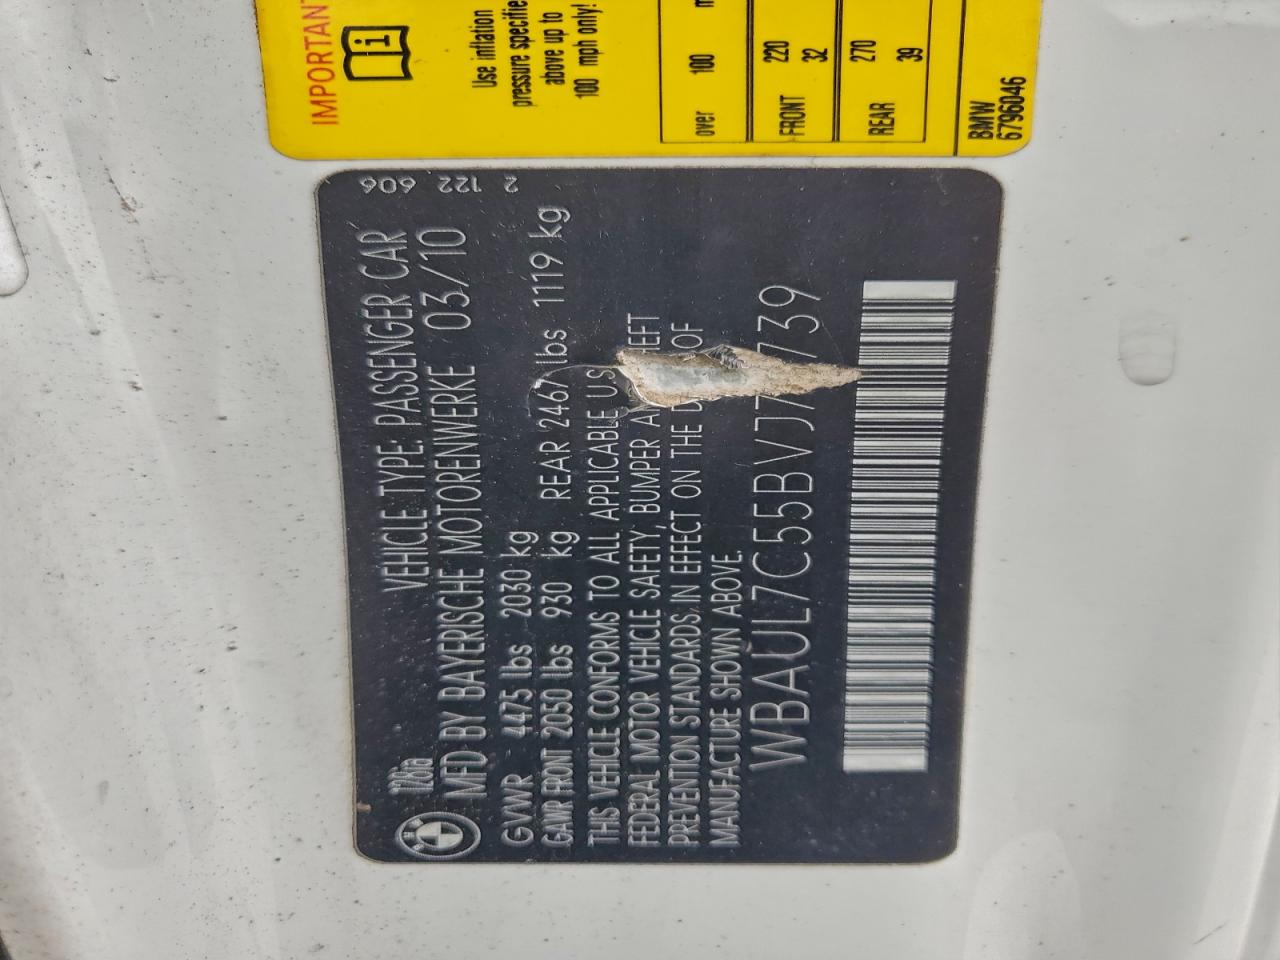 IMPORTANT
Use inflation
pressure specifie
above up to
100 mph only!
over 100 m
FRONT 220
32
REAR 270
39
BMW
6796046
606 122 2
128ia VEHICLE TYPE: PASSENGER CAR
MFD BY BAYERISCHE MOTORENWERKE 03/10
GVWR 4475 lbs 2030 kg
GAWR FRONT 2050 lbs 930 kg REAR 2467 lbs 1119 kg
THIS VEHICLE CONFORMS TO ALL APPLICABLE U.S.
FEDERAL MOTOR VEHICLE SAFETY, BUMPER
PREVENTION STANDARDS IN EFFECT ON THE OF
MANUFACTURE SHOWN ABOVE.